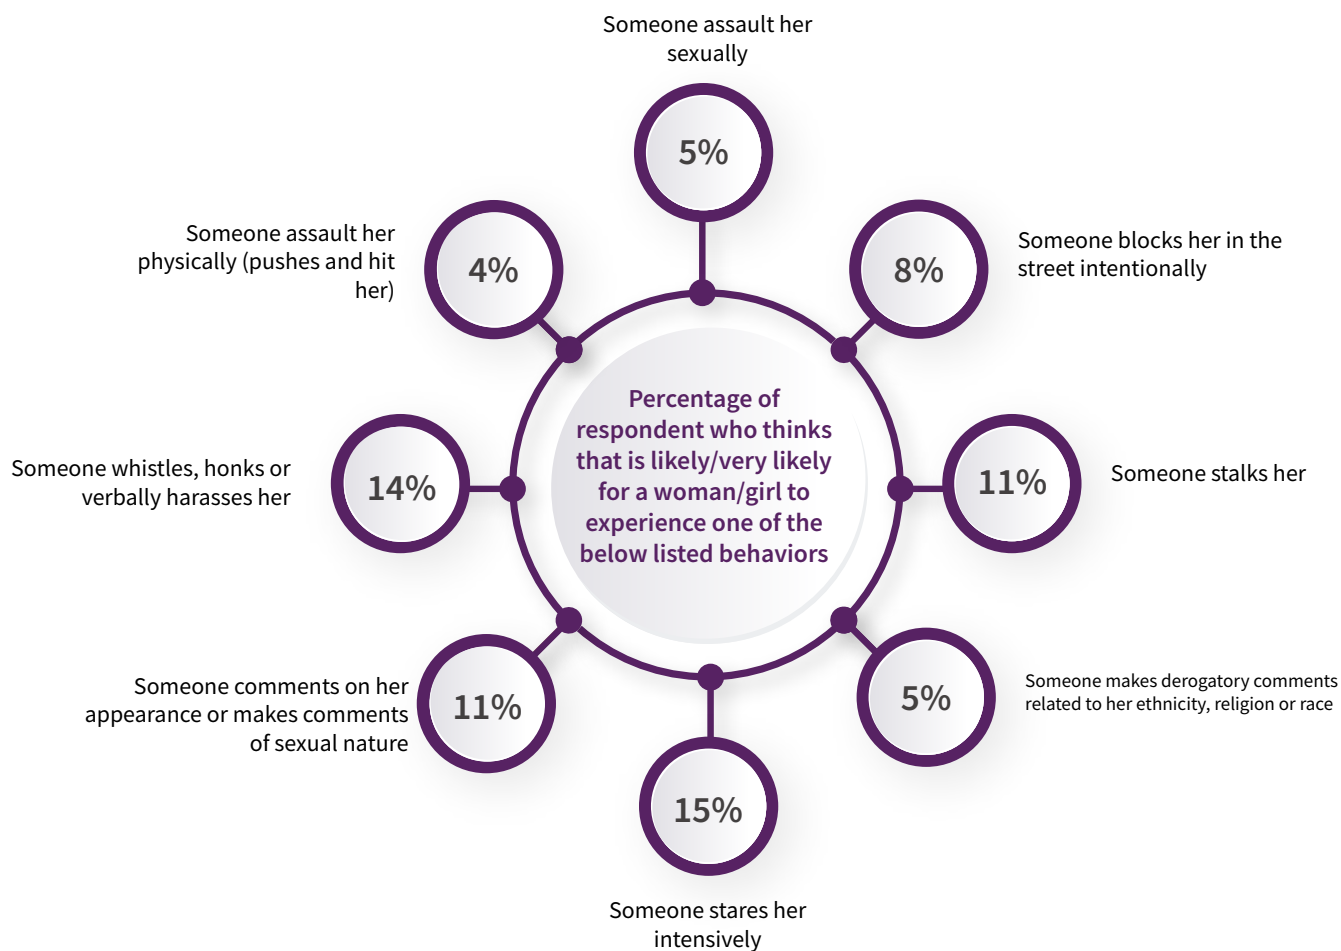 Someone assault her
sexually
5%
Someone assault her
physically (pushes and hit
her)
4%
8%
Someone blocks her in the
street intentionally
Percentage of
respondent who thinks
that is likely/very likely
for a woman/girl to
experience one of the
below listed behaviors
Someone whistles, honks or
verbally harasses her
14%
11%
Someone stalks her
Someone comments on her
appearance or makes comments
of sexual nature
11%
5%
Someone makes derogatory comments
related to her ethnicity, religion or race
15%
Someone stares her
intensively